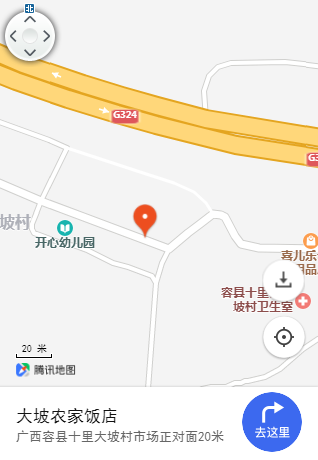 北
G324
G3
坡村
开心幼儿园
喜儿乐
用品
容县十里
坡村卫生室
20 米
腾讯地图
大坡农家饭店
广西容县十里大坡村市场正对面20米
去这里